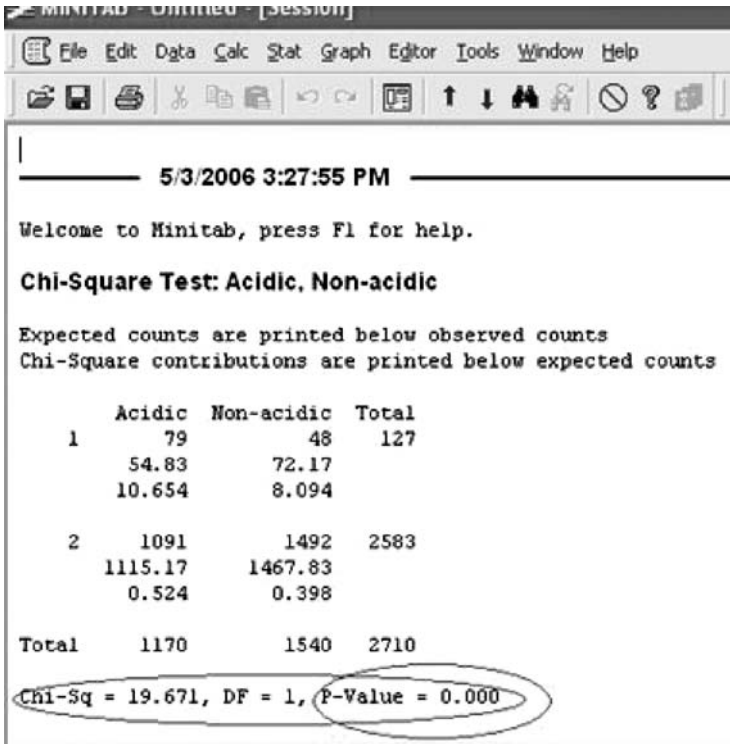 MINITAB - Untitled - [Session]
File Edit Data Calc Stat Graph Editor Tools Window Help
5/3/2006 3:27:55 PM
Welcome to Minitab, press F1 for help.
Chi-Square Test: Acidic, Non-acidic
Expected counts are printed below observed counts
Chi-Square contributions are printed below expected counts
Acidic Non-acidic Total
1 79 48 127
54.83 72.17
10.654 8.094
2 1091 1492 2583
1115.17 1467.83
0.524 0.398
Total 1170 1540 2710
Chi-Sq = 19.671, DF = 1, P-Value = 0.000